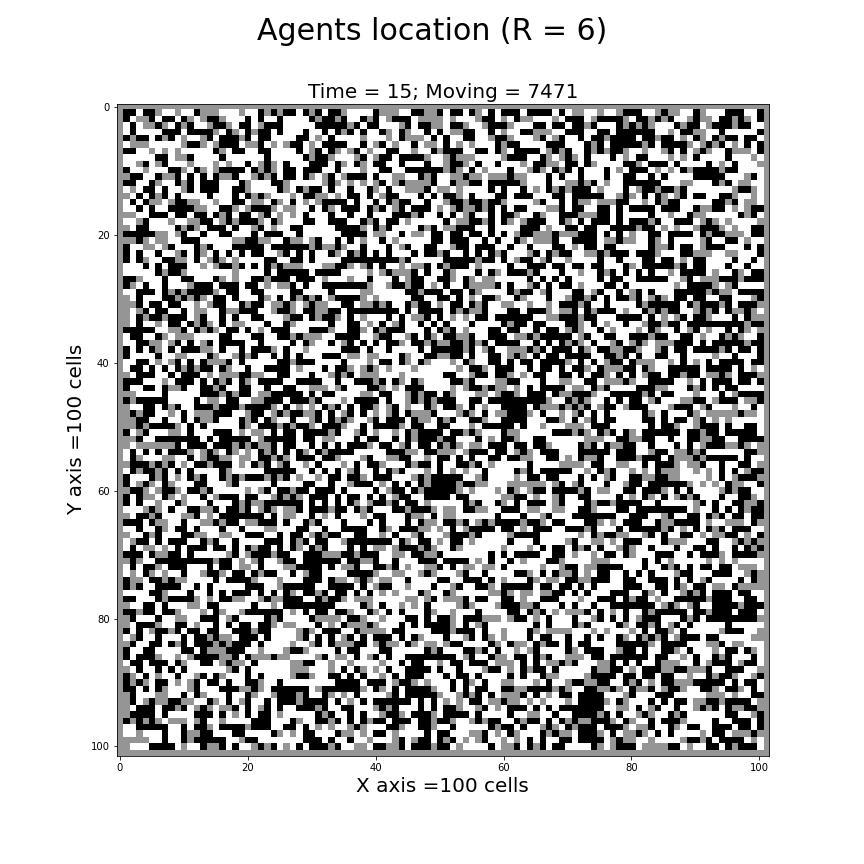 Agents location (R = 6)
Time = 15; Moving = 7471
0
20
40
60
80
100
Y axis =100 cells
0 20 40 60 80 100
X axis =100 cells